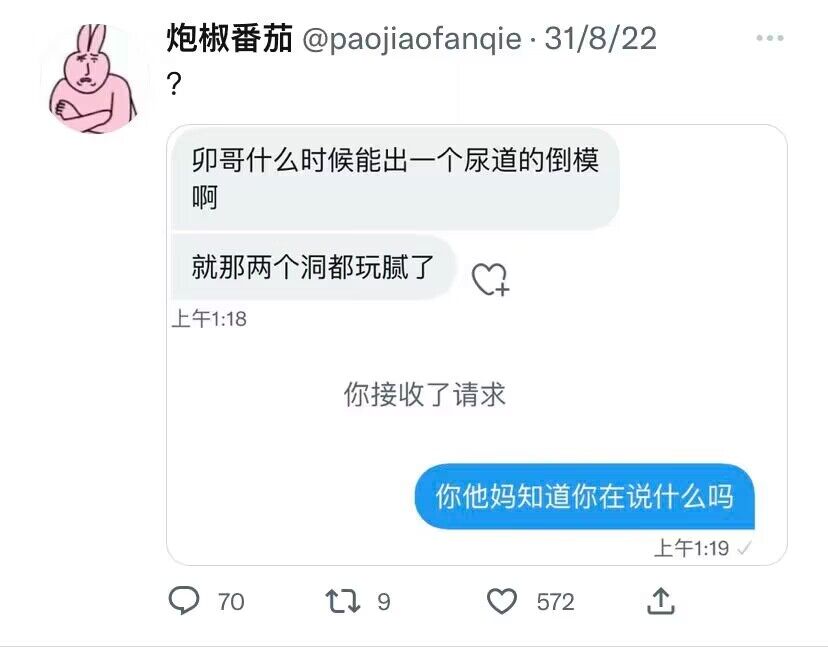 炮椒番茄 @paojiaofanqie · 31/8/22
?
卯哥什么时候能出一个尿道的倒模
啊
就那两个洞都玩腻了
上午1:18
你接收了请求
你他妈知道你在说什么吗
上午1:19
70 9 572